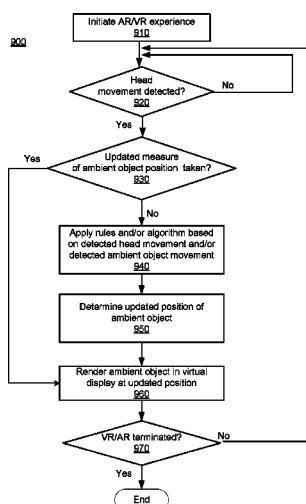 Initiate AR/VR experience
910
900
Head
movement detected?
920
No
Yes
Yes
Updated measure
of ambient object position taken?
930
No
Apply rules and/or algorithm based
on detected head movement and/or
detected ambient object movement
940
Determine updated position of
ambient object
950
Render ambient object in virtual
display at updated position
960
VR/AR terminated?
970
No
Yes
End